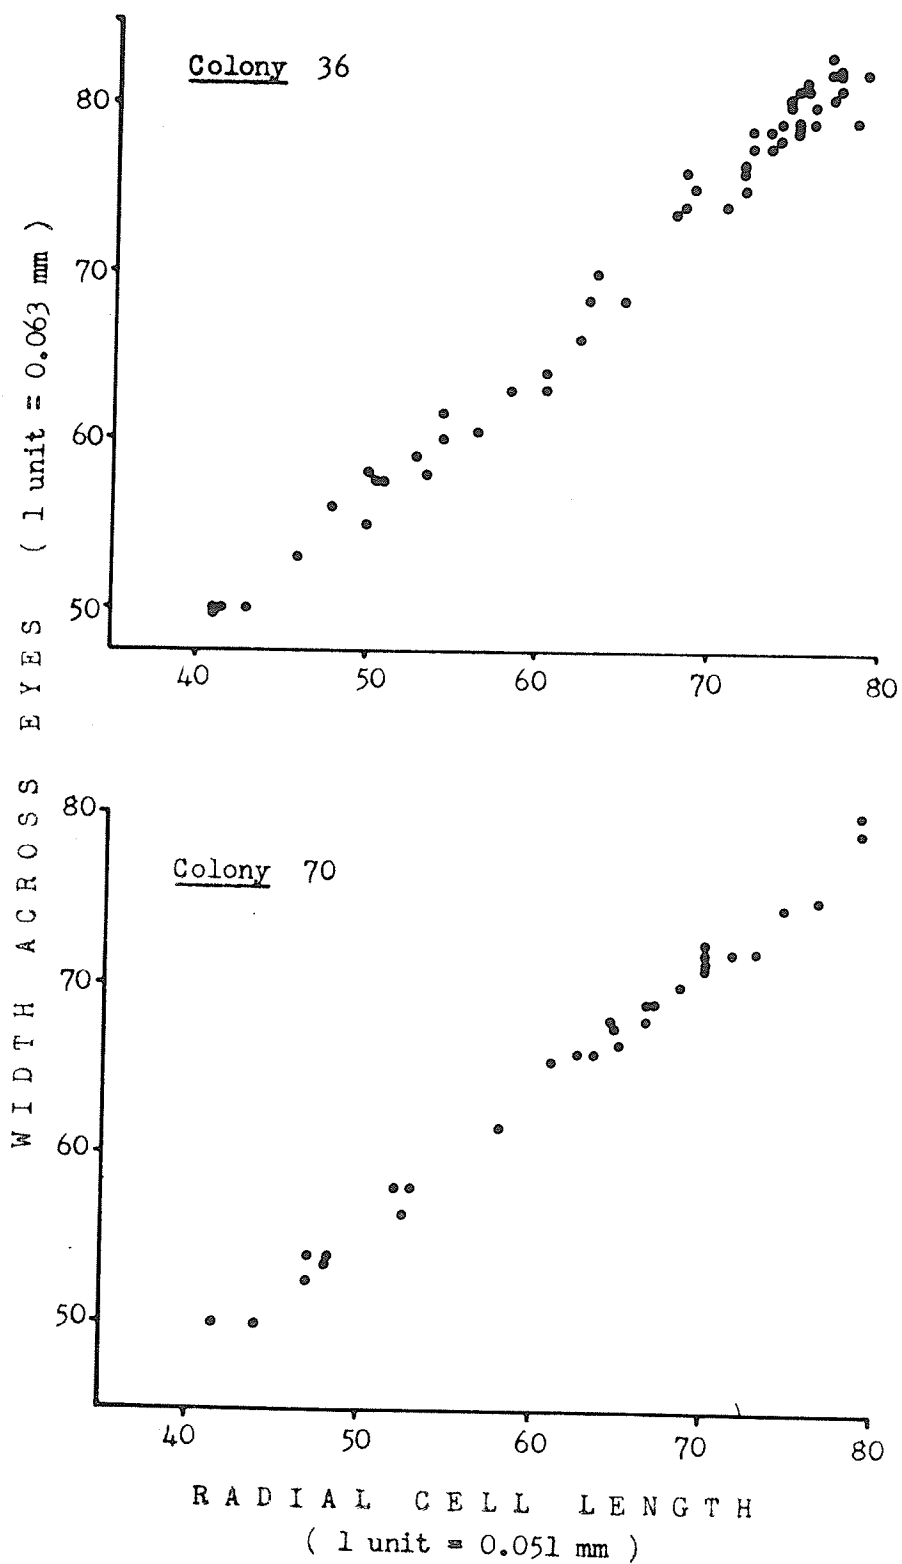 Colony 36
80
70
60
50
40 50 60 70 80
Colony 70
80
70
60
50
40 50 60 70 80
WIDTH ACROSS EYES ( 1 unit = 0.063 mm )
RADIAL CELL LENGTH
( 1 unit = 0.051 mm )